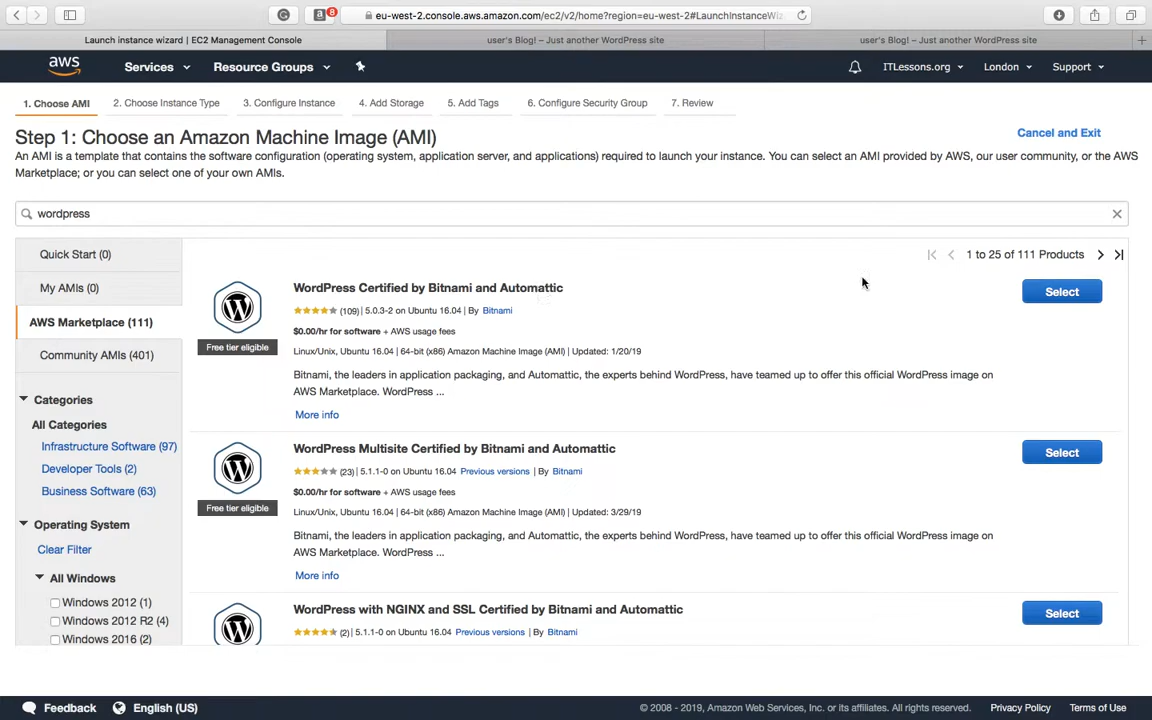 a 8
eu-west-2.console.aws.amazon.com/ec2/v2/home?region=eu-west-2#LaunchInstanceWiz
Launch instance wizard | EC2 Management Console
user's Blog! – Just another WordPress site
user's Blog! – Just another WordPress site
aws
Services
Resource Groups
ITLessons.org
London
Support
1. Choose AMI
2. Choose Instance Type
3. Configure Instance
4. Add Storage
5. Add Tags
6. Configure Security Group
7. Review
Step 1: Choose an Amazon Machine Image (AMI)
Cancel and Exit
An AMI is a template that contains the software configuration (operating system, application server, and applications) required to launch your instance. You can select an AMI provided by AWS, our user community, or the AWS
Marketplace; or you can select one of your own AMIs.
wordpress
Quick Start (0)
My AMIs (0)
AWS Marketplace (111)
Community AMIs (401)
Categories
All Categories
Infrastructure Software (97)
Developer Tools (2)
Business Software (63)
Operating System
Clear Filter
All Windows
Windows 2012 (1)
Windows 2012 R2 (4)
Windows 2016 (2)
1 to 25 of 111 Products
WordPress Certified by Bitnami and Automattic
Select
(109) | 5.0.3-2 on Ubuntu 16.04 | By Bitnami
$0.00/hr for software + AWS usage fees
Free tier eligible
Linux/Unix, Ubuntu 16.04 | 64-bit (x86) Amazon Machine Image (AMI) | Updated: 1/20/19
Bitnami, the leaders in application packaging, and Automattic, the experts behind WordPress, have teamed up to offer this official WordPress image on
AWS Marketplace. WordPress ...
More info
WordPress Multisite Certified by Bitnami and Automattic
Select
(23) | 5.1.1-0 on Ubuntu 16.04 Previous versions | By Bitnami
$0.00/hr for software + AWS usage fees
Free tier eligible
Linux/Unix, Ubuntu 16.04 | 64-bit (x86) Amazon Machine Image (AMI) | Updated: 3/29/19
Bitnami, the leaders in application packaging, and Automattic, the experts behind WordPress, have teamed up to offer this official WordPress image on
AWS Marketplace. WordPress ...
More info
WordPress with NGINX and SSL Certified by Bitnami and Automattic
Select
(2) | 5.1.1-0 on Ubuntu 16.04 Previous versions | By Bitnami
Feedback
English (US)
© 2008 - 2019, Amazon Web Services, Inc. or its affiliates. All rights reserved.
Privacy Policy
Terms of Use